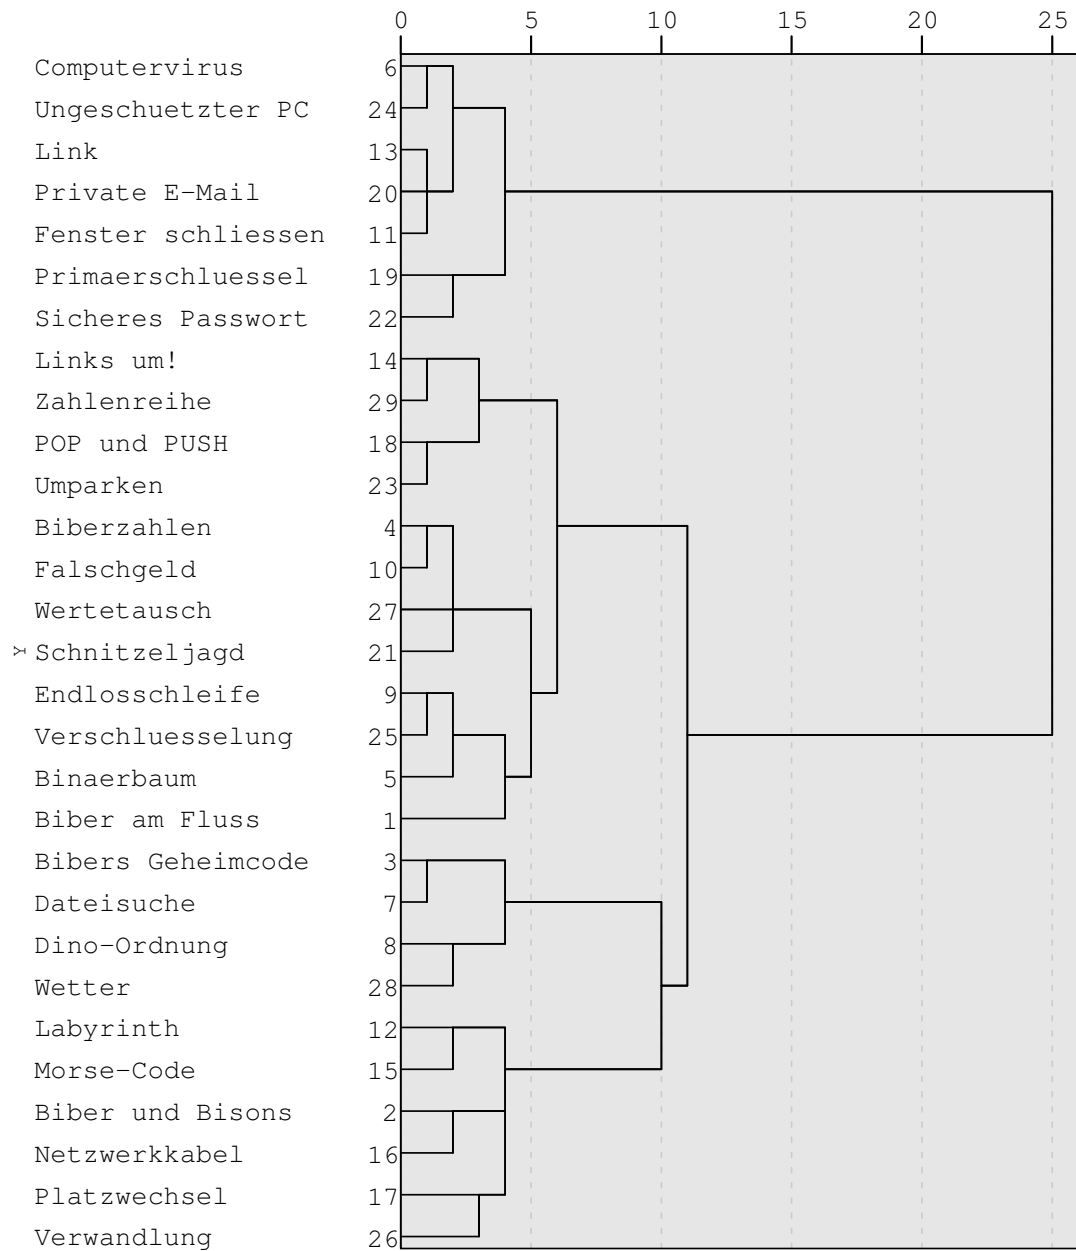 0 5 10 15 20 25
Computervirus 6
Ungeschuetzter PC 24
Link 13
Private E-Mail 20
Fenster schliessen 11
Primaerschluessel 19
Sicheres Passwort 22
Links um! 14
Zahlenreihe 29
POP und PUSH 18
Umparken 23
Biberzahlen 4
Falschgeld 10
Wertetausch 27
Y Schnitzeljagd 21
Endlosschleife 9
Verschluesselung 25
Binaerbaum 5
Biber am Fluss 1
Bibers Geheimcode 3
Dateisuche 7
Dino-Ordnung 8
Wetter 28
Labyrinth 12
Morse-Code 15
Biber und Bisons 2
Netzwerkkabel 16
Platzwechsel 17
Verwandlung 26